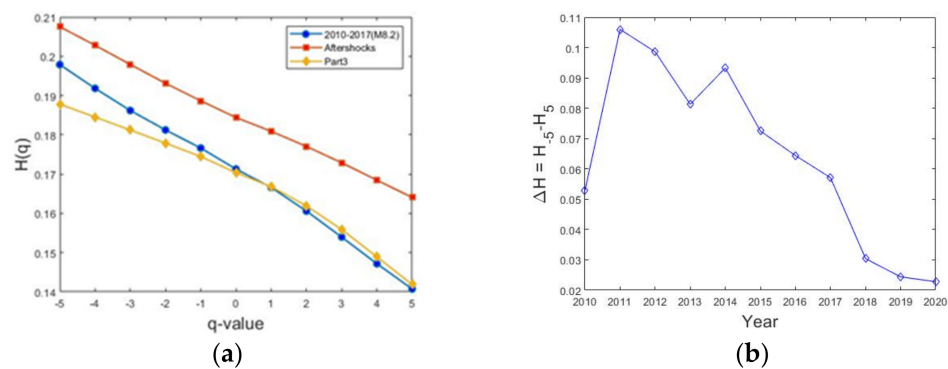 0.21
0.2
0.19
0.18
0.17
0.16
0.15
0.14
H(q)
2010-2017(M8.2)
Aftershocks
Part3
-5 -4 -3 -2 -1 0 1 2 3 4 5
q-value
(a)
0.11
0.1
0.09
0.08
0.07
0.06
0.05
0.04
0.03
0.02
ΔH = H-5-H5
2010 2011 2012 2013 2014 2015 2016 2017 2018 2019 2020
Year
(b)